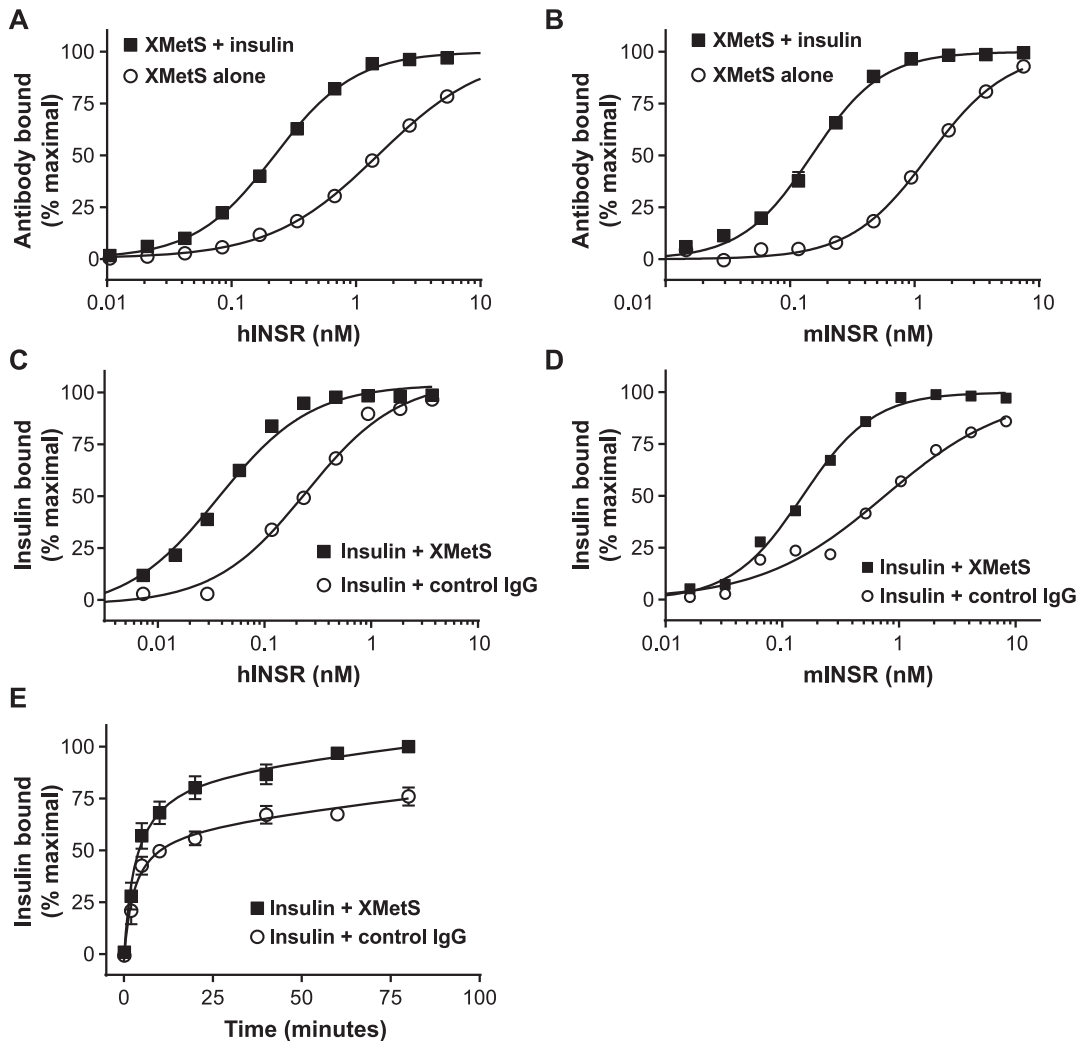 A
XMetS + insulin
XMetS alone
Antibody bound
(% maximal)
100
75
50
25
0
0.01
0.1
1
10
hINSR (nM)
B
XMetS + insulin
XMetS alone
Antibody bound
(% maximal)
100
75
50
25
0
0.01
0.1
1
10
mINSR (nM)
C
Insulin bound
(% maximal)
100
75
50
25
0
Insulin + XMetS
Insulin + control IgG
0.01
0.1
1
10
hINSR (nM)
D
Insulin bound
(% maximal)
100
75
50
25
0
Insulin + XMetS
Insulin + control IgG
0.01
0.1
1
10
mINSR (nM)
E
Insulin bound
(% maximal)
100
75
50
25
0
Insulin + XMetS
Insulin + control IgG
0
25
50
75
100
Time (minutes)